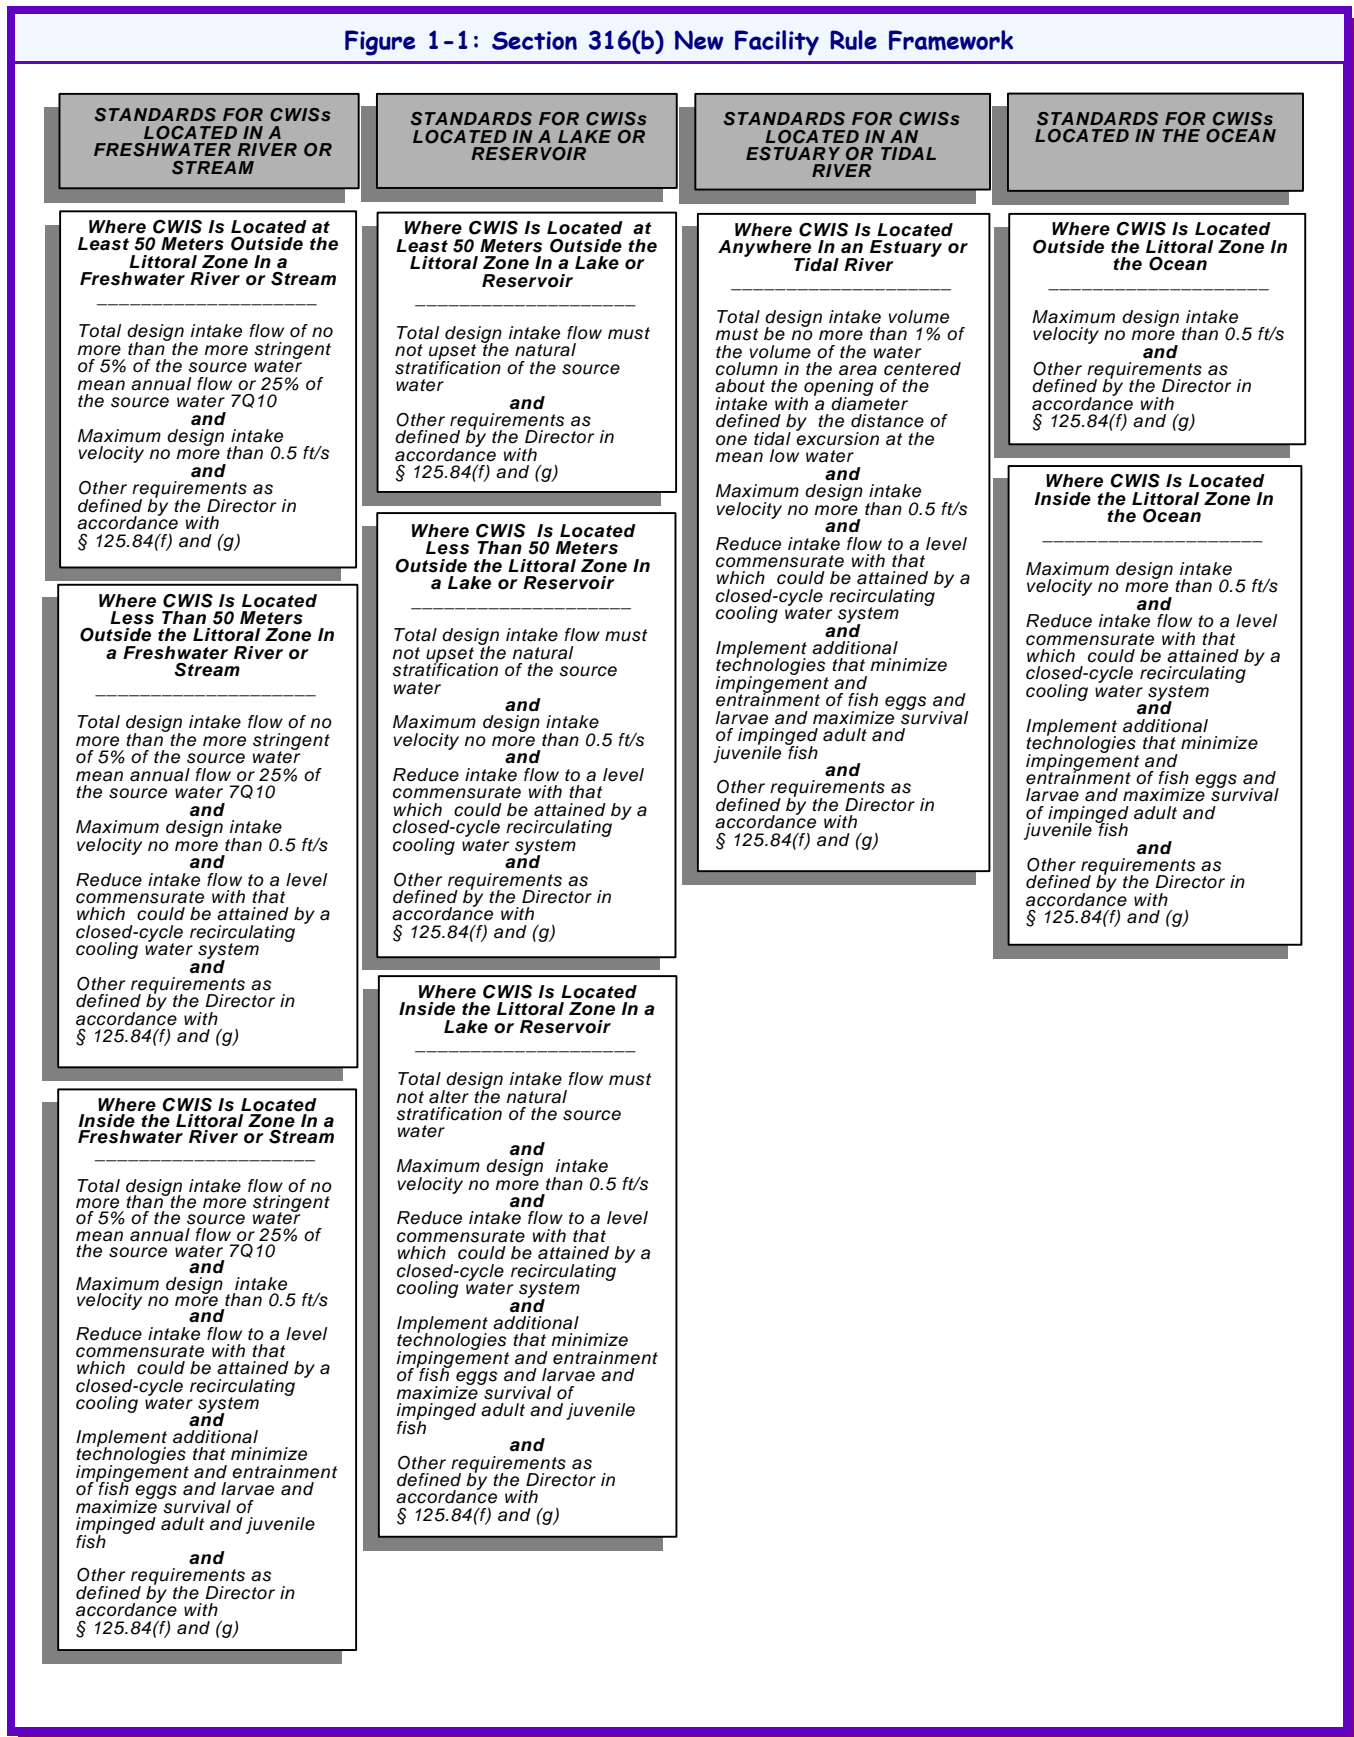 Figure 1-1: Section 316(b) New Facility Rule Framework
STANDARDS FOR CWISs
LOCATED IN A
FRESHWATER RIVER OR
STREAM
Where CWIS Is Located at
Least 50 Meters Outside the
Littoral Zone In a
Freshwater River or Stream
____________________
Total design intake flow of no
more than the more stringent
of 5% of the source water
mean annual flow or 25% of
the source water 7Q10
and
Maximum design intake
velocity no more than 0.5 ft/s
and
Other requirements as
defined by the Director in
accordance with
§ 125.84(f) and (g)
Where CWIS Is Located
Less Than 50 Meters
Outside the Littoral Zone In
a Freshwater River or
Stream
____________________
Total design intake flow of no
more than the more stringent
of 5% of the source water
mean annual flow or 25% of
the source water 7Q10
and
Maximum design intake
velocity no more than 0.5 ft/s
and
Reduce intake flow to a level
commensurate with that
which could be attained by a
closed-cycle recirculating
cooling water system
and
Other requirements as
defined by the Director in
accordance with
§ 125.84(f) and (g)
Where CWIS Is Located
Inside the Littoral Zone In a
Freshwater River or Stream
____________________
Total design intake flow of no
more than the more stringent
of 5% of the source water
mean annual flow or 25% of
the source water 7Q10
and
Maximum design intake
velocity no more than 0.5 ft/s
and
Reduce intake flow to a level
commensurate with that
which could be attained by a
closed-cycle recirculating
cooling water system
and
Implement additional
technologies that minimize
impingement and entrainment
of fish eggs and larvae and
maximize survival of
impinged adult and juvenile
fish
and
Other requirements as
defined by the Director in
accordance with
§ 125.84(f) and (g)
STANDARDS FOR CWISs
LOCATED IN A LAKE OR
RESERVOIR
Where CWIS Is Located at
Least 50 Meters Outside the
Littoral Zone In a Lake or
Reservoir
____________________
Total design intake flow must
not upset the natural
stratification of the source
water
and
Other requirements as
defined by the Director in
accordance with
§ 125.84(f) and (g)
Where CWIS Is Located
Less Than 50 Meters
Outside the Littoral Zone In
a Lake or Reservoir
____________________
Total design intake flow must
not upset the natural
stratification of the source
water
and
Maximum design intake
velocity no more than 0.5 ft/s
and
Reduce intake flow to a level
commensurate with that
which could be attained by a
closed-cycle recirculating
cooling water system
and
Other requirements as
defined by the Director in
accordance with
§ 125.84(f) and (g)
Where CWIS Is Located
Inside the Littoral Zone In a
Lake or Reservoir
____________________
Total design intake flow must
not alter the natural
stratification of the source
water
and
Maximum design intake
velocity no more than 0.5 ft/s
and
Reduce intake flow to a level
commensurate with that
which could be attained by a
closed-cycle recirculating
cooling water system
and
Implement additional
technologies that minimize
impingement and entrainment
of fish eggs and larvae and
maximize survival of
impinged adult and juvenile
fish
and
Other requirements as
defined by the Director in
accordance with
§ 125.84(f) and (g)
STANDARDS FOR CWISs
LOCATED IN AN
ESTUARY OR TIDAL
RIVER
Where CWIS Is Located
Anywhere In an Estuary or
Tidal River
____________________
Total design intake volume
must be no more than 1% of
the volume of the water
column in the area centered
about the opening of the
intake with a diameter
defined by the distance of
one tidal excursion at the
mean low water
and
Maximum design intake
velocity no more than 0.5 ft/s
and
Reduce intake flow to a level
commensurate with that
which could be attained by a
closed-cycle recirculating
cooling water system
and
Implement additional
technologies that minimize
impingement and
entrainment of fish eggs and
larvae and maximize survival
of impinged adult and
juvenile fish
and
Other requirements as
defined by the Director in
accordance with
§ 125.84(f) and (g)
STANDARDS FOR CWISs
LOCATED IN THE OCEAN
Where CWIS Is Located
Outside the Littoral Zone In
the Ocean
____________________
Maximum design intake
velocity no more than 0.5 ft/s
and
Other requirements as
defined by the Director in
accordance with
§ 125.84(f) and (g)
Where CWIS Is Located
Inside the Littoral Zone In
the Ocean
____________________
Maximum design intake
velocity no more than 0.5 ft/s
and
Reduce intake flow to a level
commensurate with that
which could be attained by a
closed-cycle recirculating
cooling water system
and
Implement additional
technologies that minimize
impingement and
entrainment of fish eggs and
larvae and maximize survival
of impinged adult and
juvenile fish
and
Other requirements as
defined by the Director in
accordance with
§ 125.84(f) and (g)